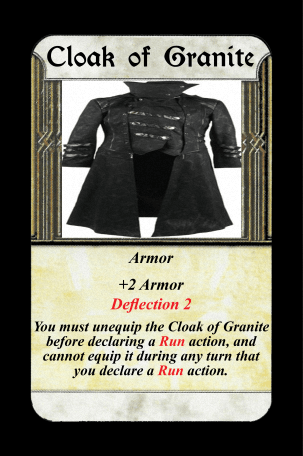 Cloak of Granite
Armor
+2 Armor
Deflection 2
You must unequip the Cloak of Granite
before declaring a Run action, and
cannot equip it during any turn that
you declare a Run action.